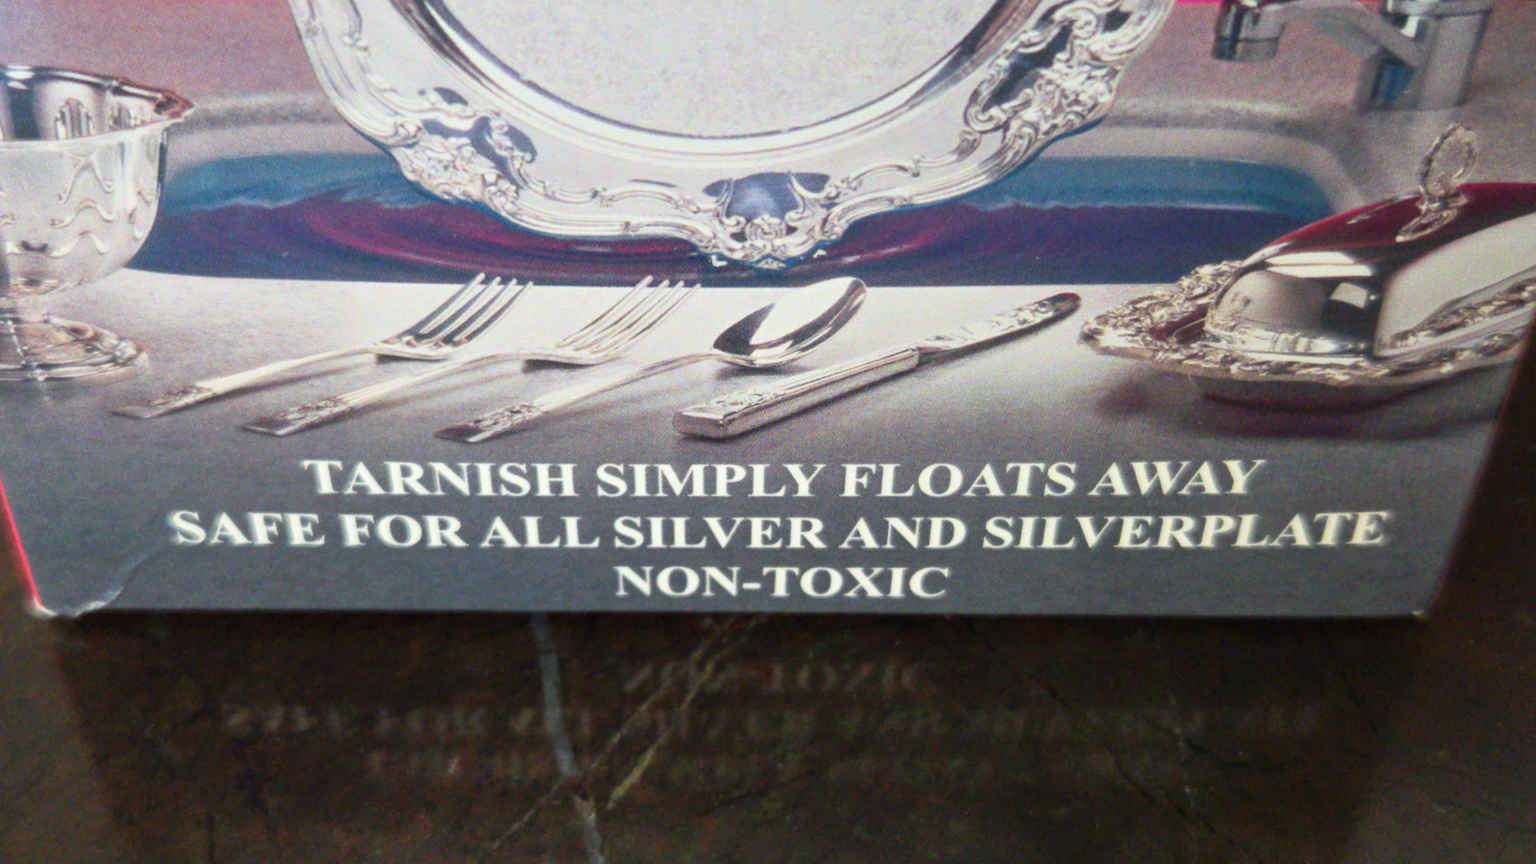 TARNISH SIMPLY FLOATS AWAY
SAFE FOR ALL SILVER AND SILVERPLATE
NON-TOXIC